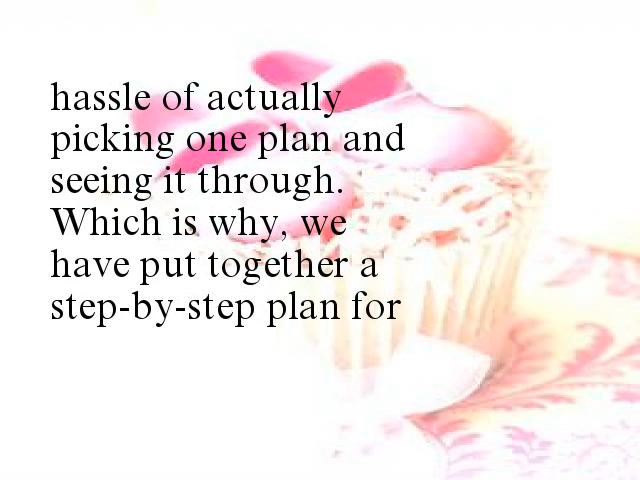 hassle of actually
picking one plan and
seeing it through.
Which is why, we
have put together a
step-by-step plan for